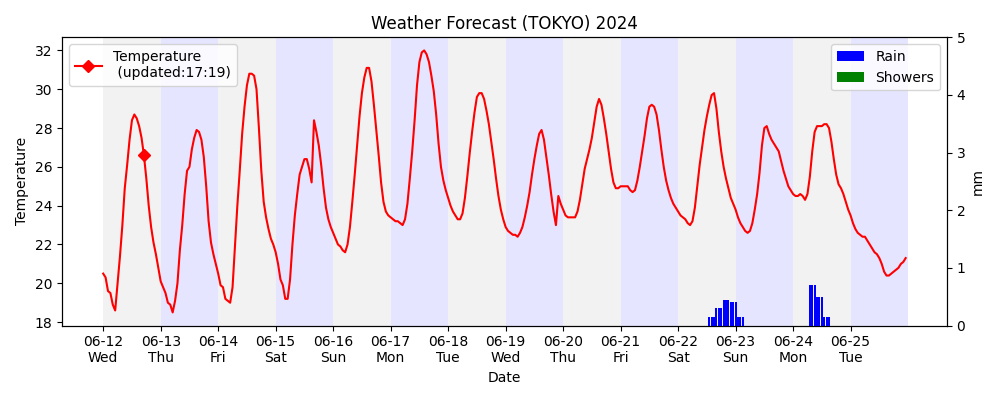 Weather Forecast (TOKYO) 2024
Temperature
(updated:17:19)
Rain
Showers
Temperature
32
30
28
26
24
22
20
18
5
4
3
2
1
0
mm
06-12 06-13 06-14 06-15 06-16 06-17 06-18 06-19 06-20 06-21 06-22 06-23 06-24 06-25
Wed Thu Fri Sat Sun Mon Tue Wed Thu Fri Sat Sun Mon Tue
Date